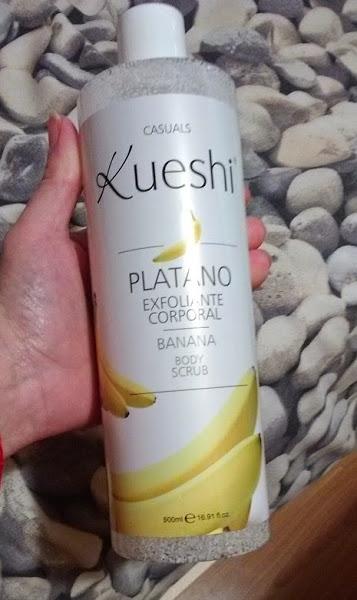 CASUALS
Kueshi
PLATANO
EXFOLIANTE
CORPORAL
BANANA
BODY
SCRUB
500ml e 16.91 fl.oz.